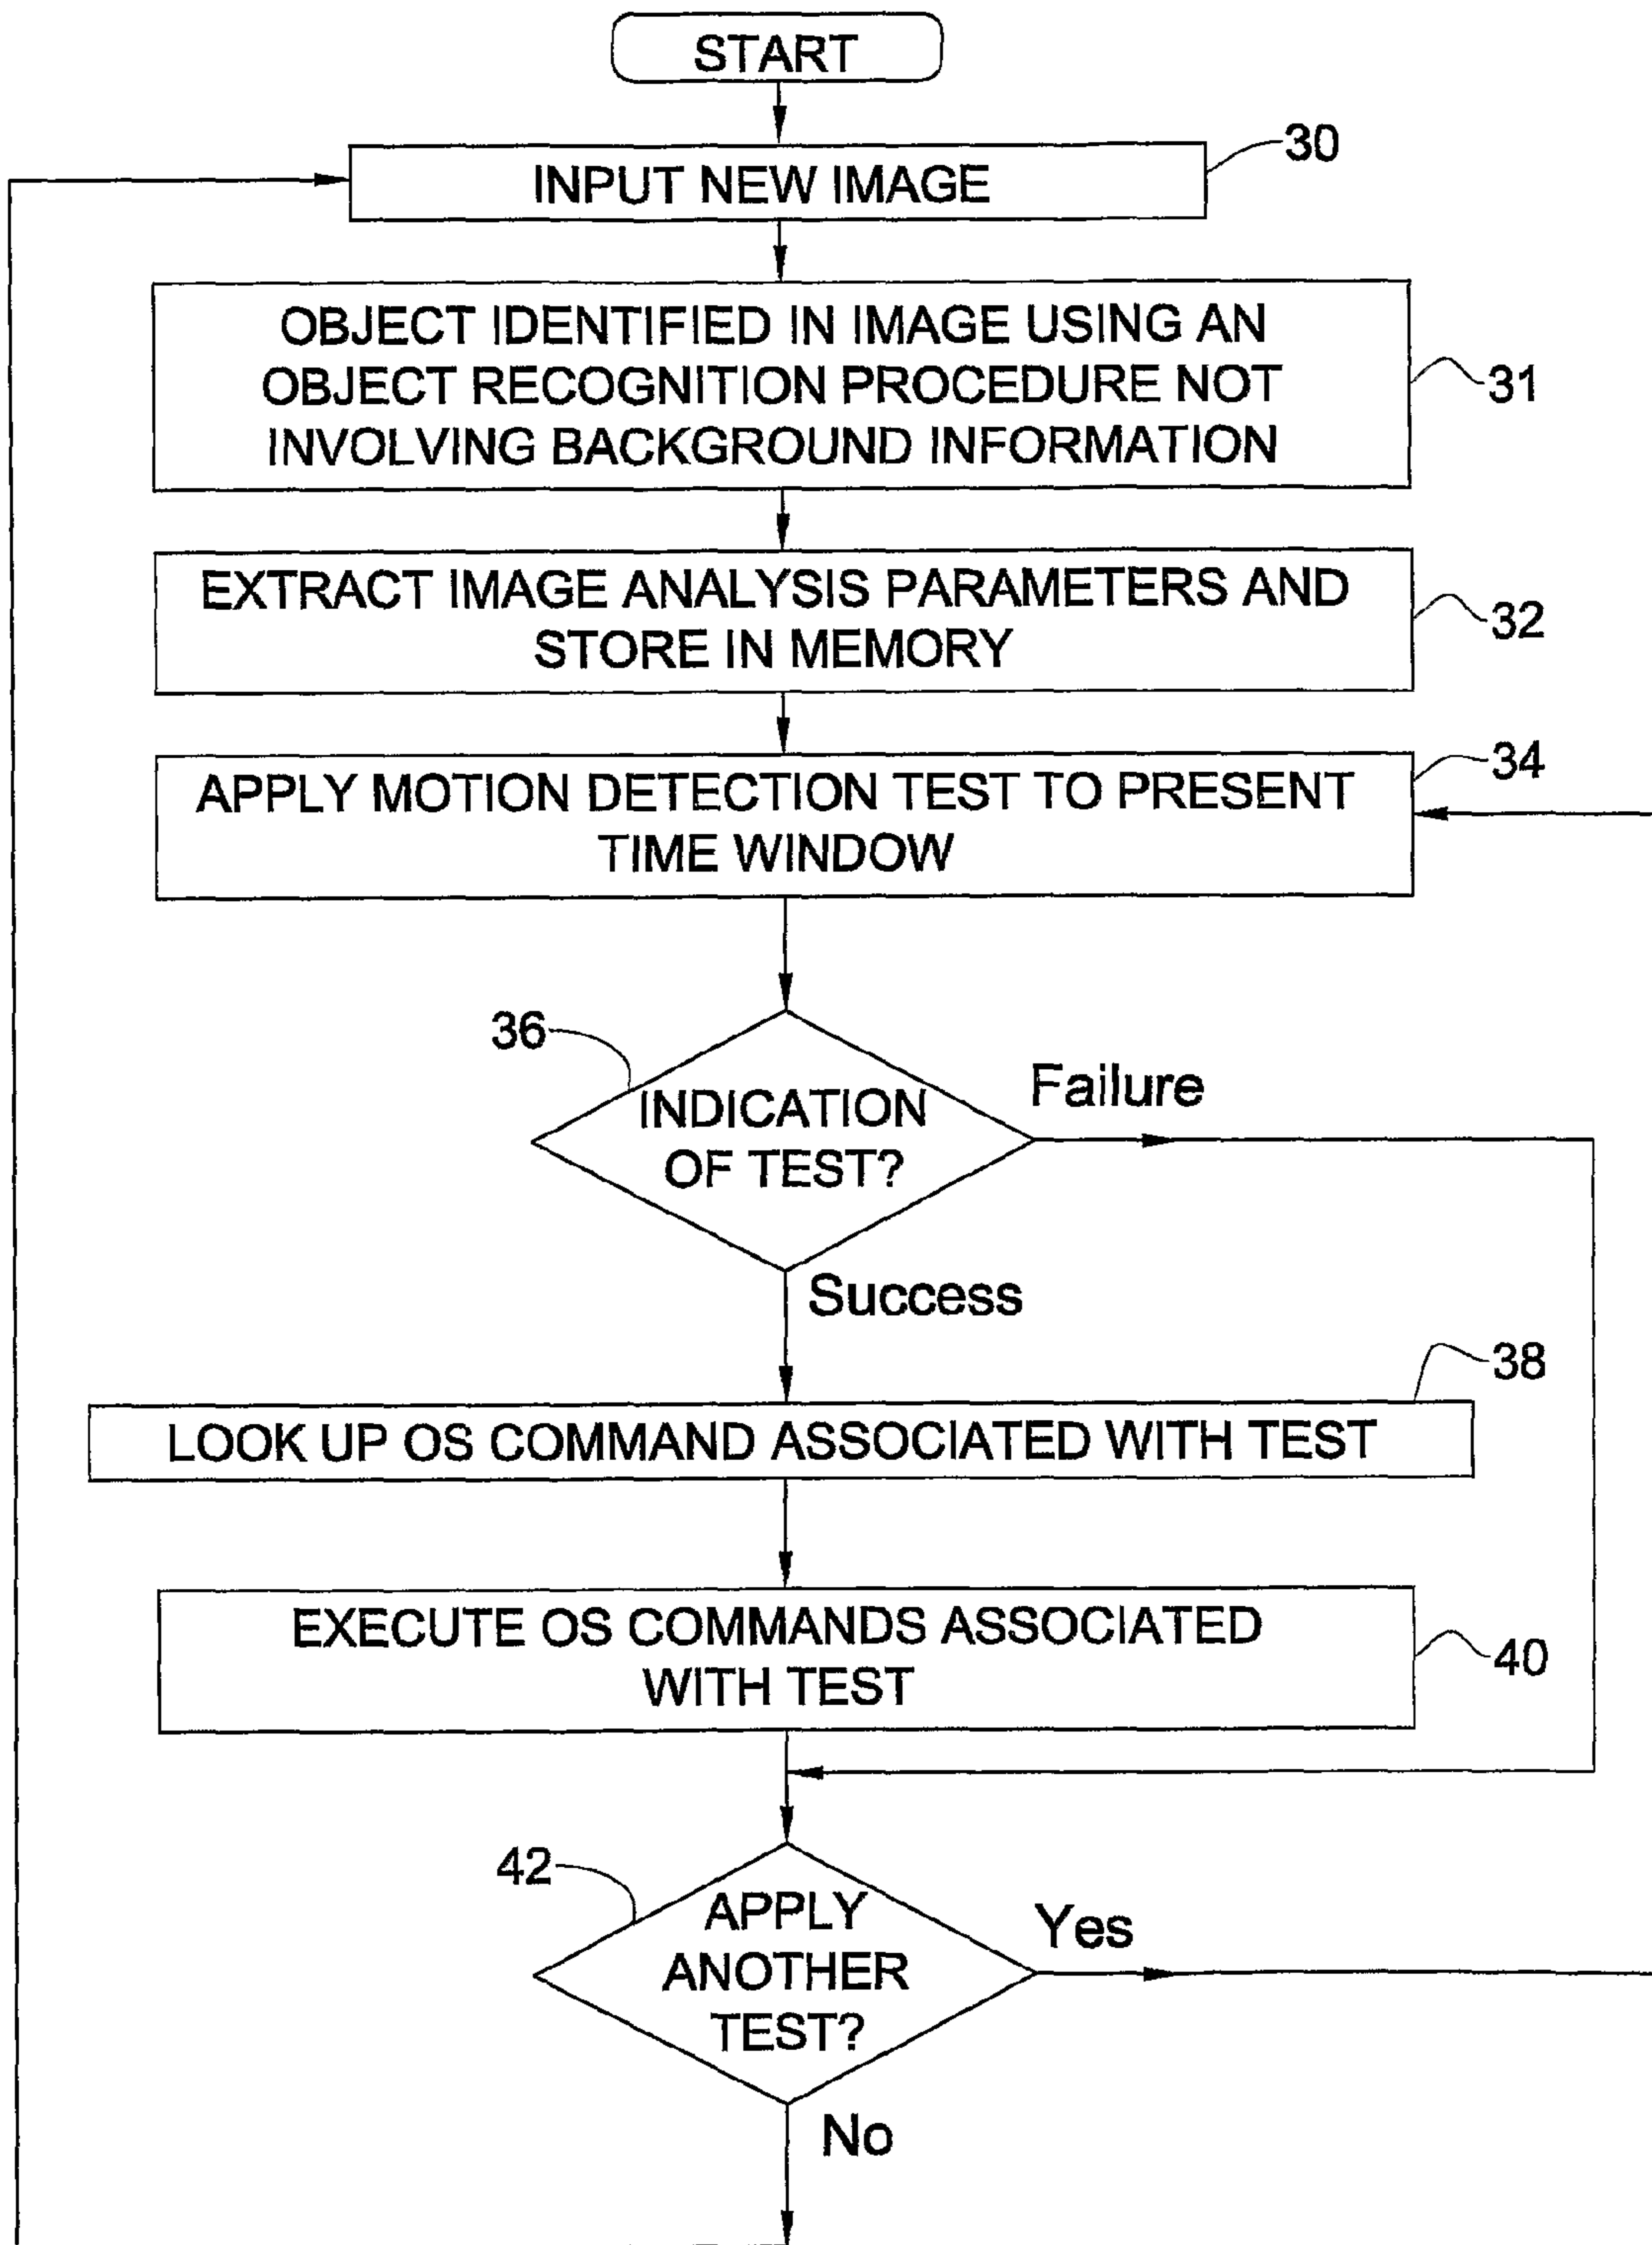 START
INPUT NEW IMAGE
30
OBJECT IDENTIFIED IN IMAGE USING AN
OBJECT RECOGNITION PROCEDURE NOT
INVOLVING BACKGROUND INFORMATION
31
EXTRACT IMAGE ANALYSIS PARAMETERS AND
STORE IN MEMORY
32
APPLY MOTION DETECTION TEST TO PRESENT
TIME WINDOW
34
36
INDICATION
OF TEST?
Failure
Success
38
LOOK UP OS COMMAND ASSOCIATED WITH TEST
EXECUTE OS COMMANDS ASSOCIATED
WITH TEST
40
42
APPLY
ANOTHER
TEST?
Yes
No